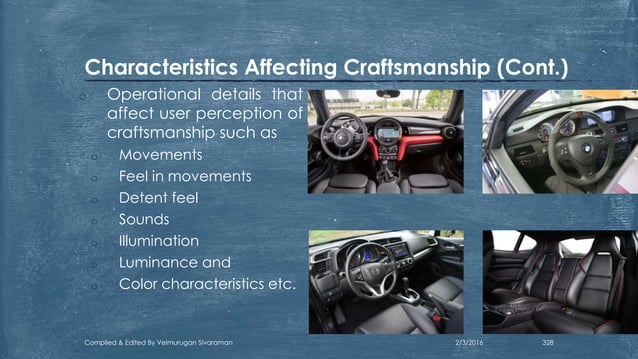 Characteristics Affecting Craftsmanship (Cont.)
Operational details that
affect user perception of
craftsmanship such as
Movements
Feel in movements
Detent feel
Sounds
Illumination
Luminance and
Color characteristics etc.
Complied & Edited By Velmurugan Sivaraman
2/3/2016
328